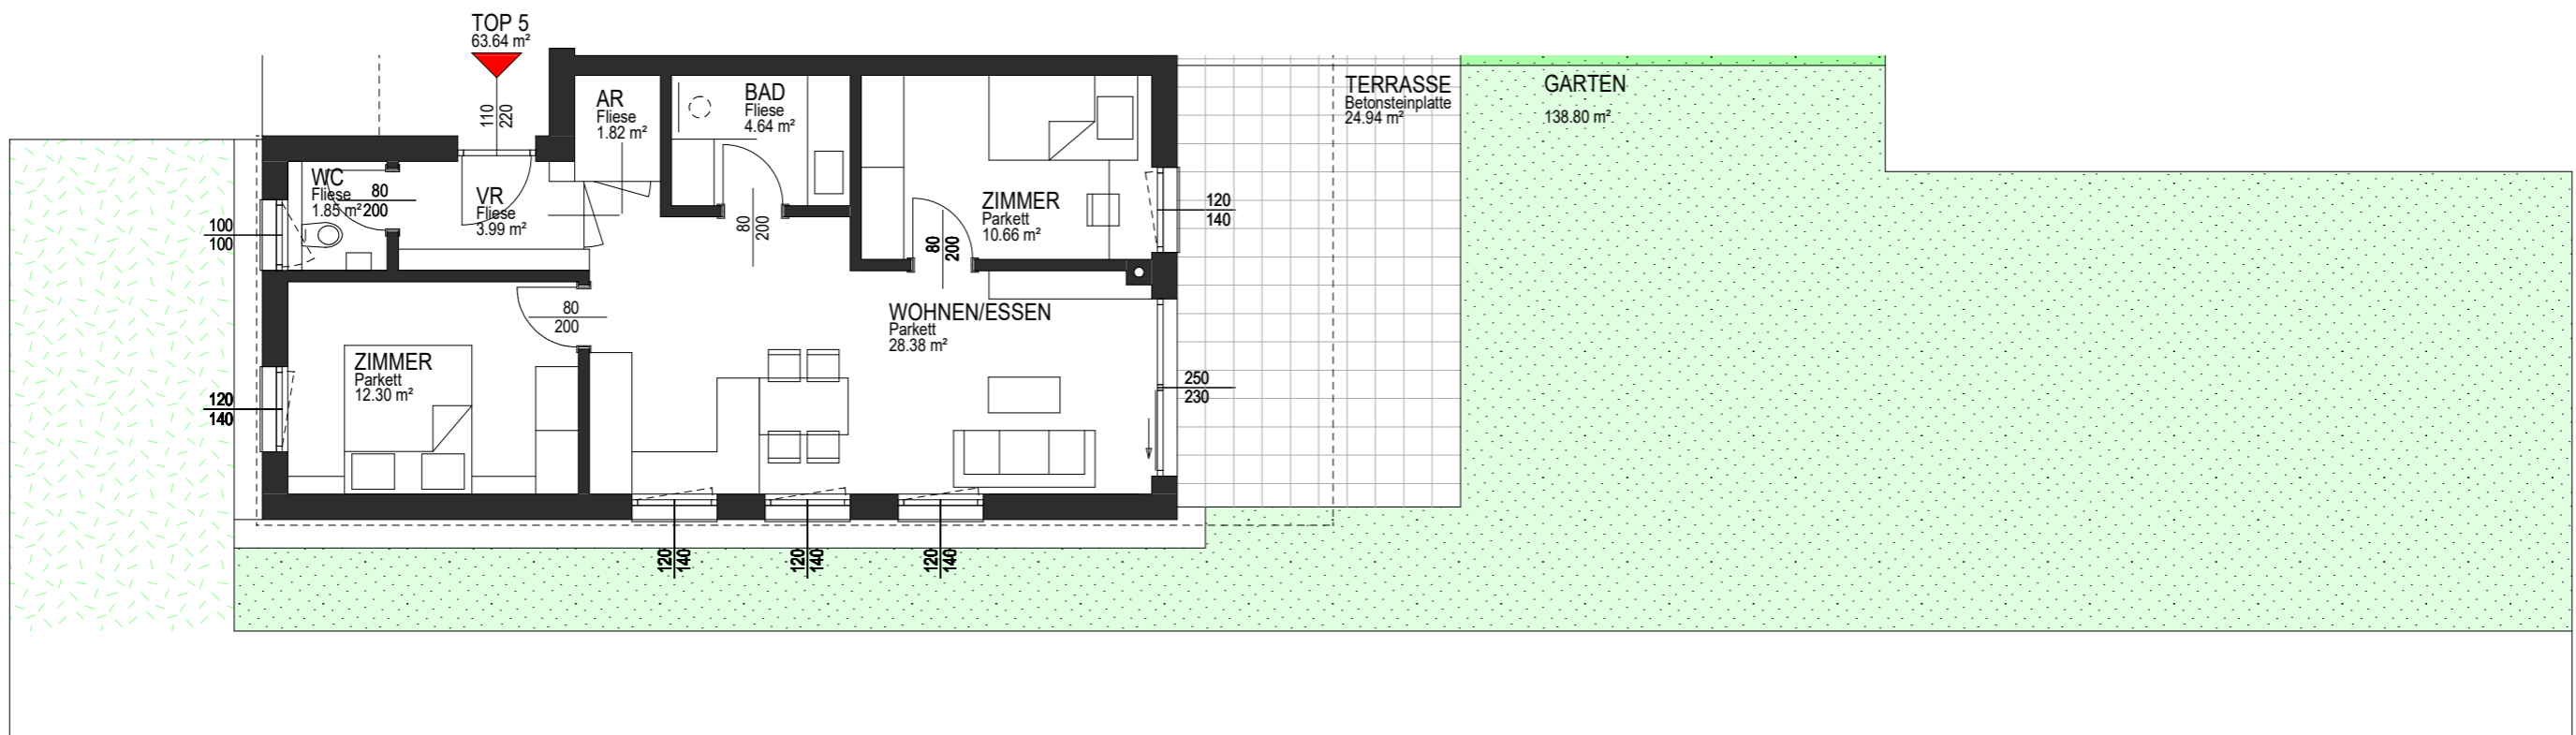 TOP 5
63.64 m²
110
220
AR
Fliese
1.82 m²
BAD
Fliese
4.64 m²
TERRASSE
Betonsteinplatte
24.94 m²
GARTEN
138.80 m²
WC
Fliese
1.85 m²
80
200
VR
Fliese
3.99 m²
100
100
80
200
ZIMMER
Parkett
10.66 m²
80
200
120
140
80
200
WOHNEN/ESSEN
Parkett
28.38 m²
ZIMMER
Parkett
12.30 m²
120
140
250
230
120
140
120
140
120
140